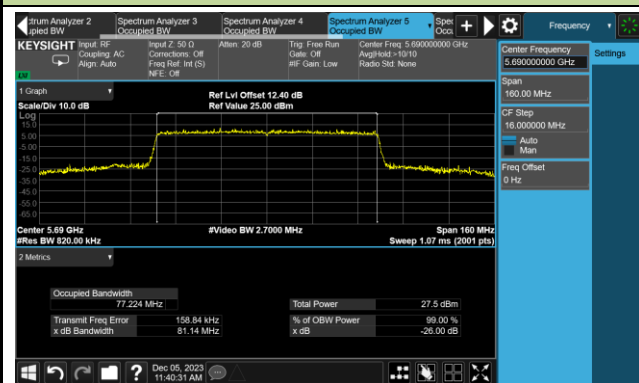 ctrum Analyzer 2
upied BW
Spectrum Analyzer 3
Occupied BW
Spectrum Analyzer 4
Occupied BW
Spectrum Analyzer 5
Occupied BW
Spec
Occu
Frequency
KEYSIGHT
Input: RF
Coupling: AC
Align: Auto
Input Z: 50 Ω
Corrections: Off
Freq Ref: Int (S)
NFE: Off
Atten: 20 dB
Trig: Free Run
Gate: Off
#IF Gain: Low
Center Freq: 5.690000000 GHz
Avg|Hold:>10/10
Radio Std: None
Center Frequency
5.690000000 GHz
Settings
Span
160.00 MHz
CF Step
16.000000 MHz
Auto
Man
Freq Offset
0 Hz
1 Graph
Scale/Div 10.0 dB
Ref Lvl Offset 12.40 dB
Ref Value 25.00 dBm
Log
15.0
5.00
-5.00
-15.0
-25.0
-35.0
-45.0
-55.0
-65.0
Center 5.69 GHz
#Res BW 820.00 kHz
#Video BW 2.7000 MHz
Span 160 MHz
Sweep 1.07 ms (2001 pts)
2 Metrics
Occupied Bandwidth
77.224 MHz
Total Power 27.5 dBm
Transmit Freq Error 158.84 kHz
% of OBW Power 99.00 %
x dB Bandwidth 81.14 MHz
x dB -26.00 dB
Dec 05, 2023
11:40:31 AM